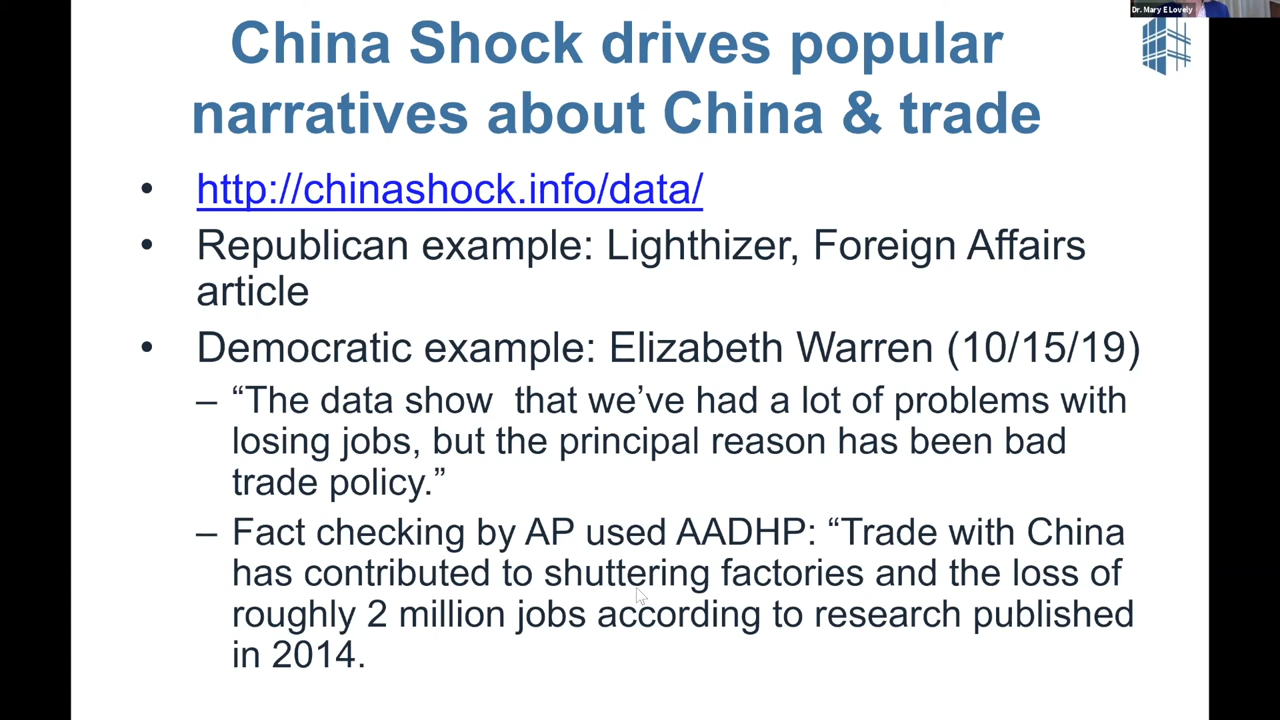 Dr. Mary E Lovely
China Shock drives popular
narratives about China & trade
• http://chinashock.info/data/
• Republican example: Lighthizer, Foreign Affairs
article
• Democratic example: Elizabeth Warren (10/15/19)
– “The data show  that we’ve had a lot of problems with
losing jobs, but the principal reason has been bad
trade policy.”
– Fact checking by AP used AADHP: “Trade with China
has contributed to shuttering factories and the loss of
roughly 2 million jobs according to research published
in 2014.